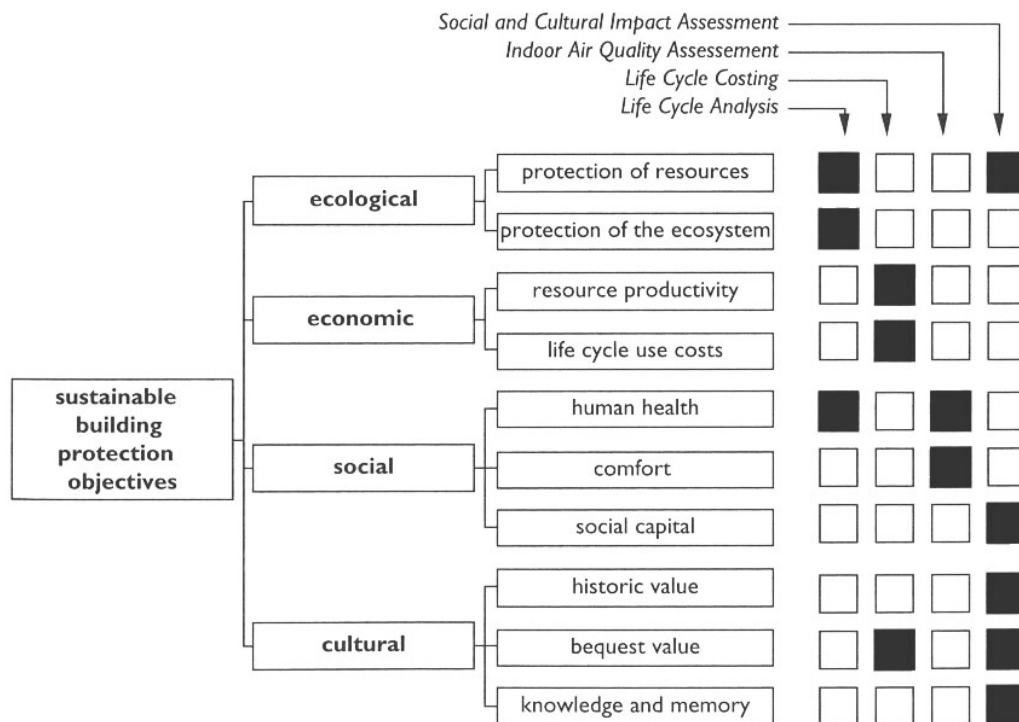 Social and Cultural Impact Assessment
Indoor Air Quality Assessement
Life Cycle Costing
Life Cycle Analysis
protection of resources
ecological
protection of the ecosystem
resource productivity
economic
life cycle use costs
sustainable
building
protection
objectives
human health
social
comfort
social capital
historic value
cultural
bequest value
knowledge and memory